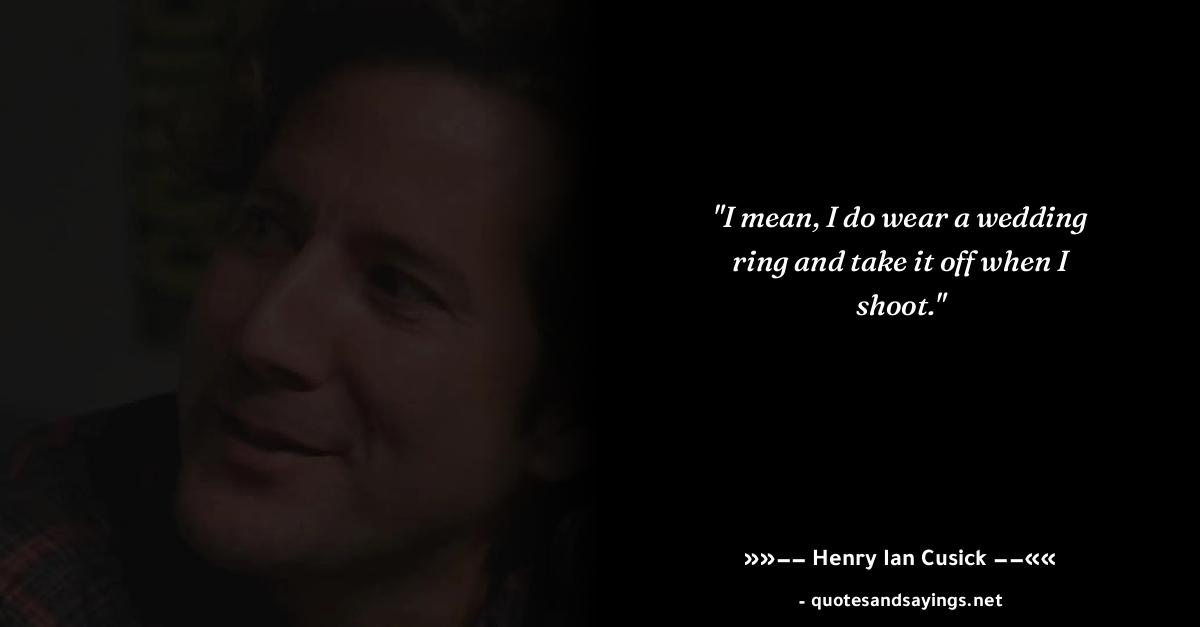 "I mean, I do wear a wedding
ring and take it off when I
shoot."
»»−− Henry Ian Cusick −−««
- quotesandsayings.net